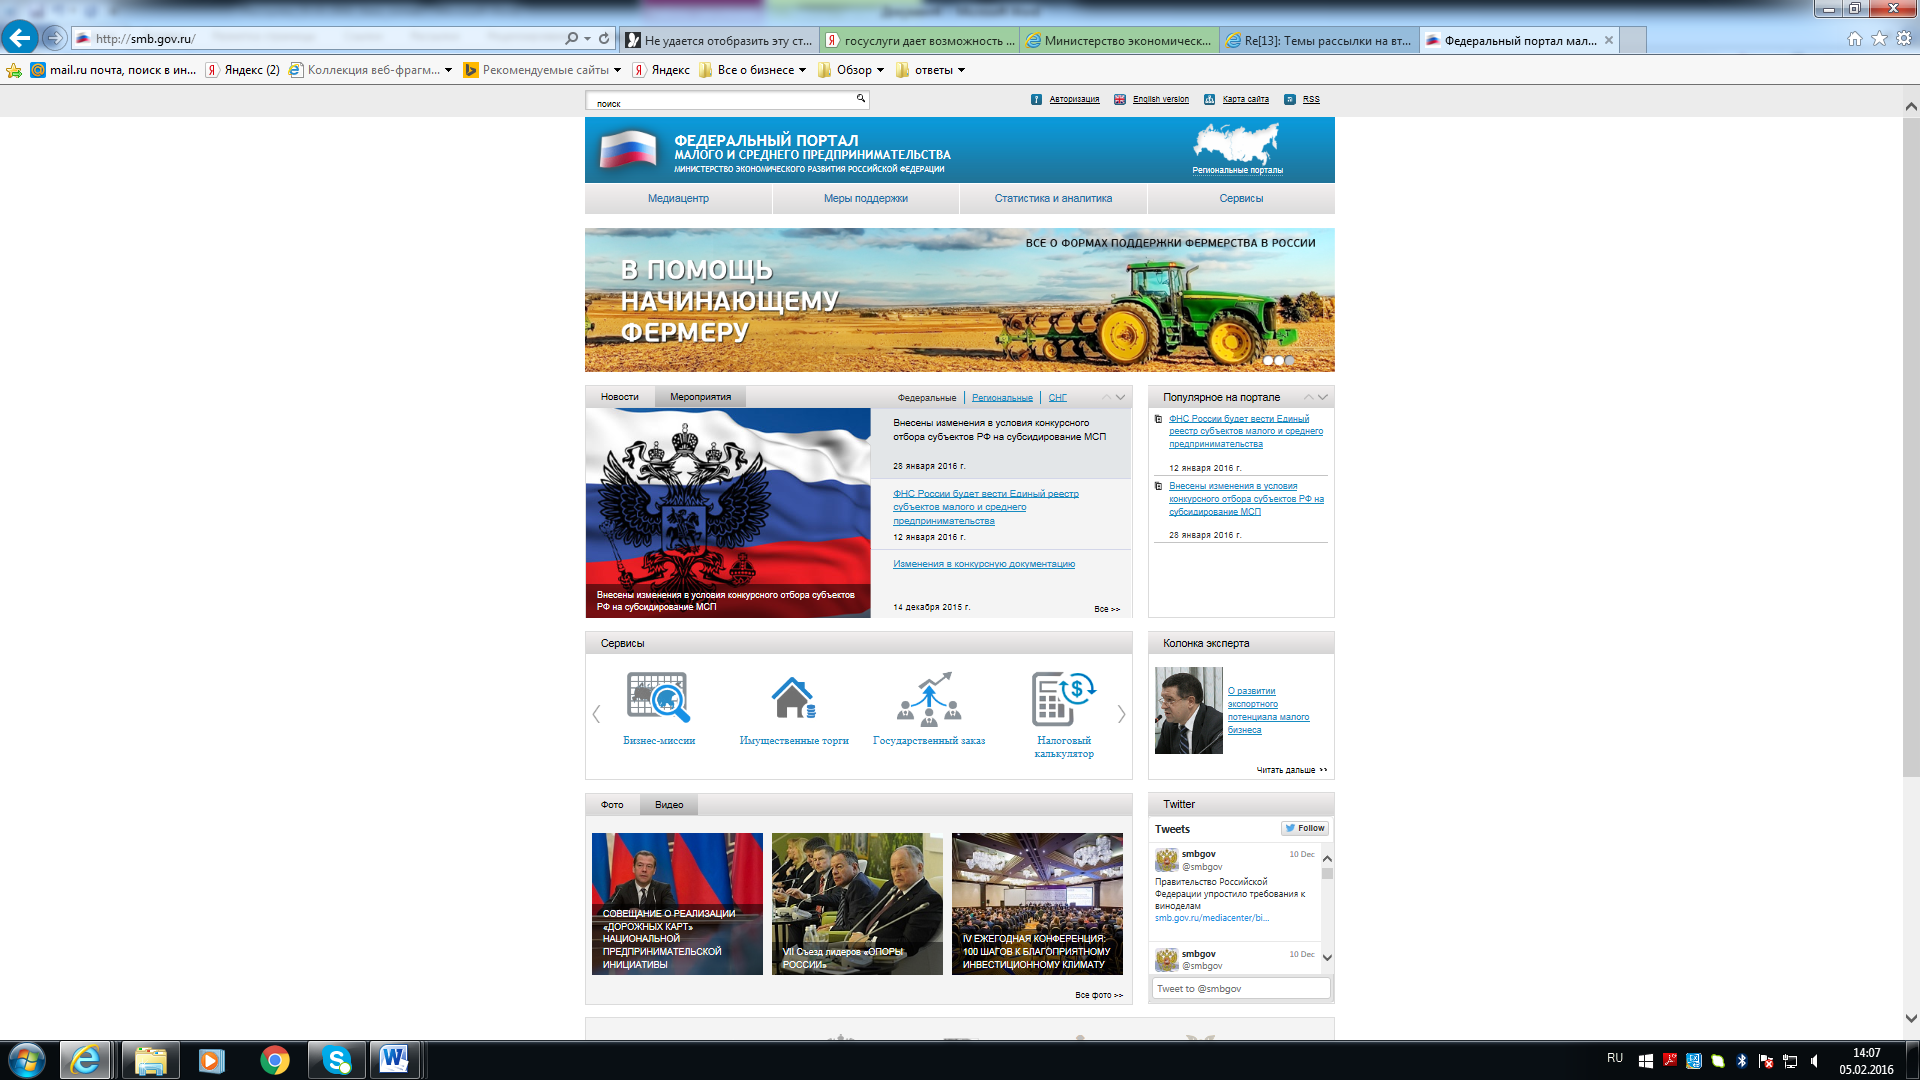 http://smb.gov.ru/
Не удается отобразить эту ст...
госуслуги дает возможность ...
Министерство экономическ...
Re[13]: Темы рассылки на вт...
Федеральный портал мал...
mail.ru почта, поиск в ин...
Яндекс (2)
Коллекция веб-фрагм...
Рекомендуемые сайты
Яндекс
Все о бизнесе
Обзор
ответы
поиск
Авторизация
English version
Карта сайта
RSS
ФЕДЕРАЛЬНЫЙ ПОРТАЛ
МАЛОГО И СРЕДНЕГО ПРЕДПРИНИМАТЕЛЬСТВА
МИНИСТЕРСТВО ЭКОНОМИЧЕСКОГО РАЗВИТИЯ РОССИЙСКОЙ ФЕДЕРАЦИИ
Региональные порталы
Медиацентр
Меры поддержки
Статистика и аналитика
Сервисы
ВСЕ О ФОРМАХ ПОДДЕРЖКИ ФЕРМЕРСТВА В РОССИИ
В ПОМОЩЬ
НАЧИНАЮЩЕМУ
ФЕРМЕРУ
Новости
Мероприятия
Федеральные
Региональные
СНГ
Внесены изменения в условия конкурсного отбора субъектов
РФ на субсидирование МСП
Внесены изменения в условия конкурсного
отбора субъектов РФ на субсидирование МСП
28 января 2016 г.
ФНС России будет вести Единый реестр
субъектов малого и среднего
предпринимательства
12 января 2016 г.
Изменения в конкурсную документацию
14 декабря 2015 г.
Все >>
Популярное на портале
ФНС России будет вести Единый
реестр субъектов малого и среднего
предпринимательства
12 января 2016 г.
Внесены изменения в условия
конкурсного отбора субъектов РФ на
субсидирование МСП
28 января 2016 г.
Сервисы
Бизнес-миссии
Имущественные торги
Государственный заказ
Налоговый
калькулятор
Колонка эксперта
О развитии
экспортного
потенциала малого
бизнеса
Читать дальше >>
Фото
Видео
СОВЕЩАНИЕ О РЕАЛИЗАЦИИ
«ДОРОЖНЫХ КАРТ»
НАЦИОНАЛЬНОЙ
ПРЕДПРИНИМАТЕЛЬСКОЙ
ИНИЦИАТИВЫ
VII Съезд лидеров «ОПОРЫ
РОССИИ»
IV ЕЖЕГОДНАЯ КОНФЕРЕНЦИЯ:
100 ШАГОВ К БЛАГОПРИЯТНОМУ
ИНВЕСТИЦИОННОМУ КЛИМАТУ
Все фото >>
Twitter
Tweets
Follow
smbgov
10 Dec
@smbgov
Правительство Российской
Федерации упростило требования к
виноделам
smb.gov.ru/mediacenter/bi...
smbgov
10 Dec
@smbgov
Tweet to @smbgov
RU
14:07
05.02.2016